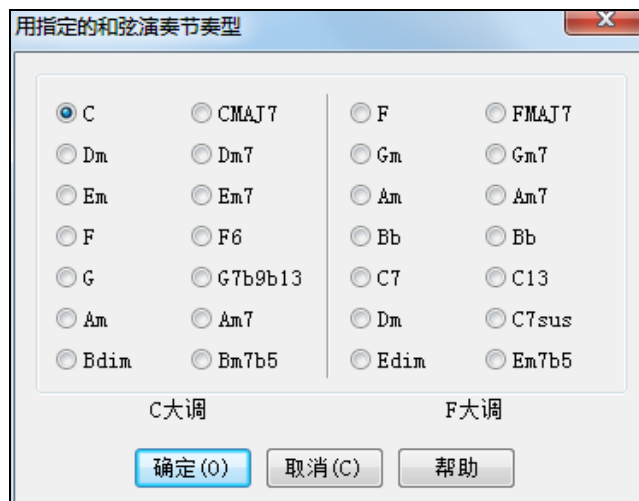 用指定的和弦演奏节奏型
C CMAJ7 F FMAJ7
Dm Dm7 Gm Gm7
Em Em7 Am Am7
F F6 Bb Bb
G G7b9b13 C7 C13
Am Am7 Dm C7sus
Bdim Bm7b5 Edim Em7b5
C大调 F大调
确定(O) 取消(C) 帮助